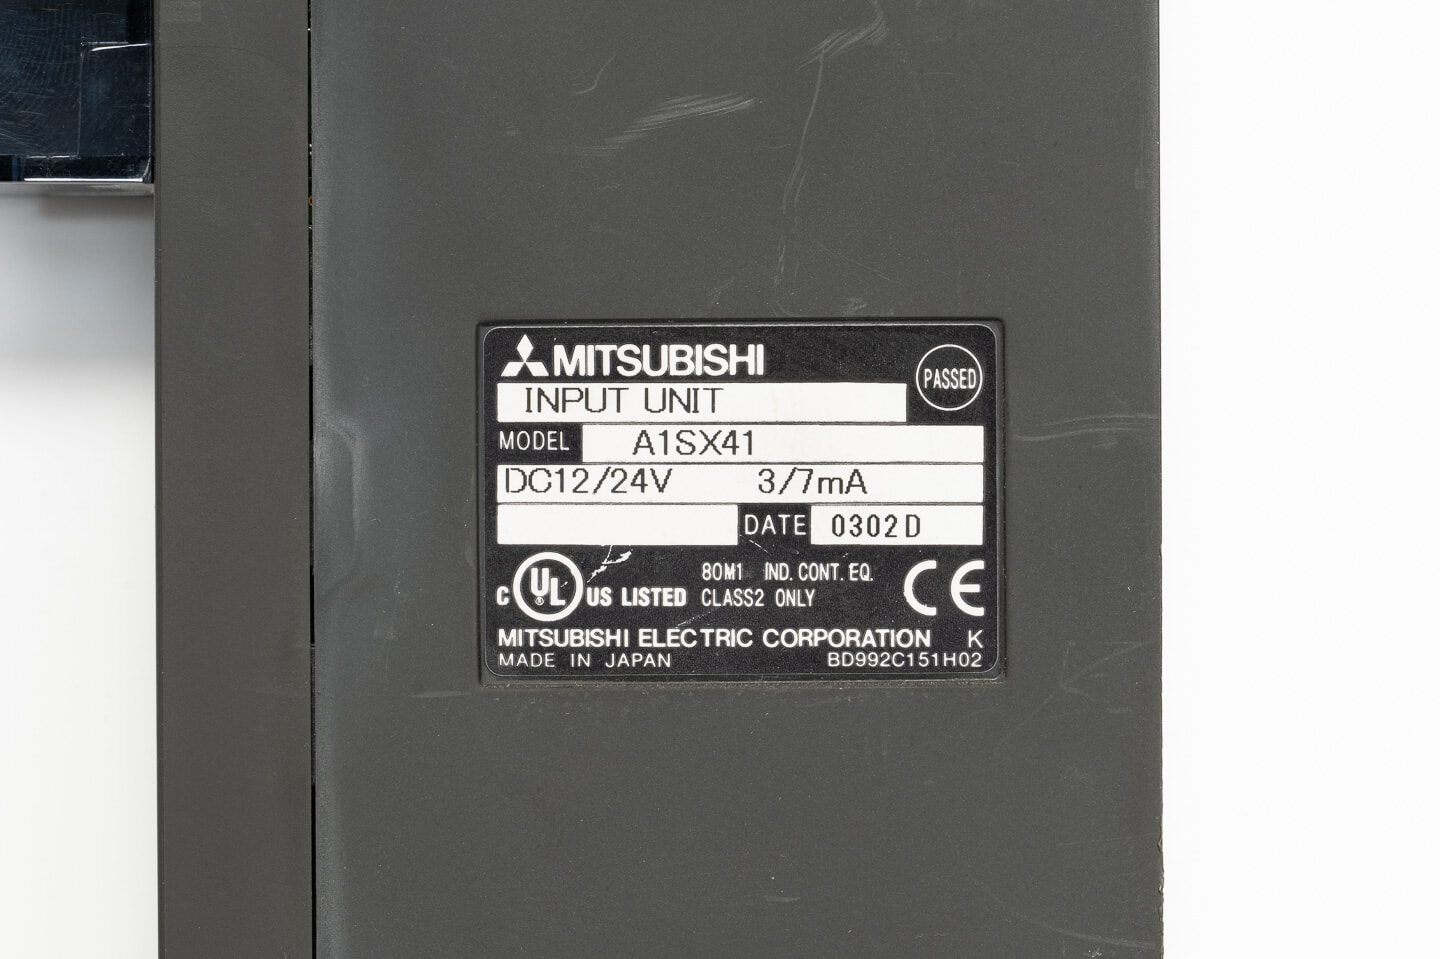 MITSUBISHI
PASSED
INPUT UNIT
MODEL A1SX41
DC12/24V 3/7mA
DATE 0302D
C UL ® US LISTED
80M1 IND. CONT. EQ.
CLASS2 ONLY
CE
MITSUBISHI ELECTRIC CORPORATION K
MADE IN JAPAN BD992C151H02